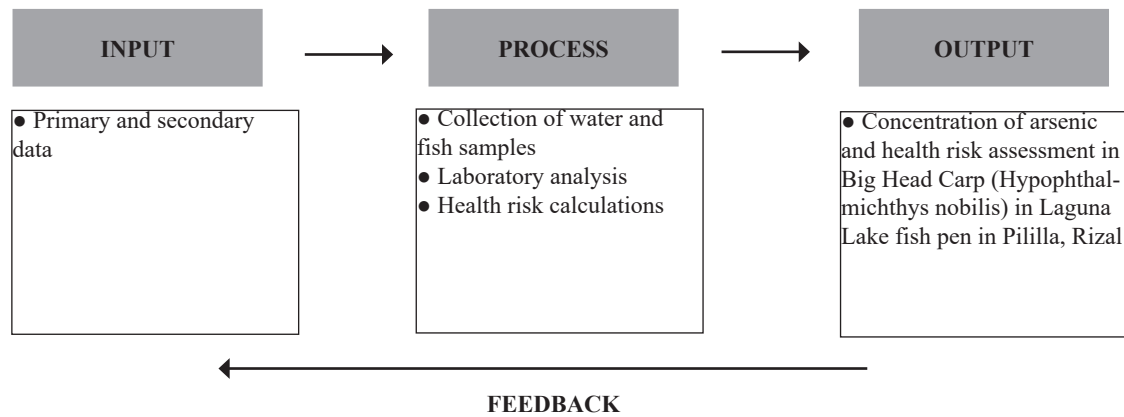 INPUT
PROCESS
OUTPUT
● Primary and secondary
data
● Collection of water and
fish samples
● Laboratory analysis
● Health risk calculations
● Concentration of arsenic
and health risk assessment in
Big Head Carp (Hypophthal-
michthys nobilis) in Laguna
Lake fish pen in Pililla, Rizal
FEEDBACK